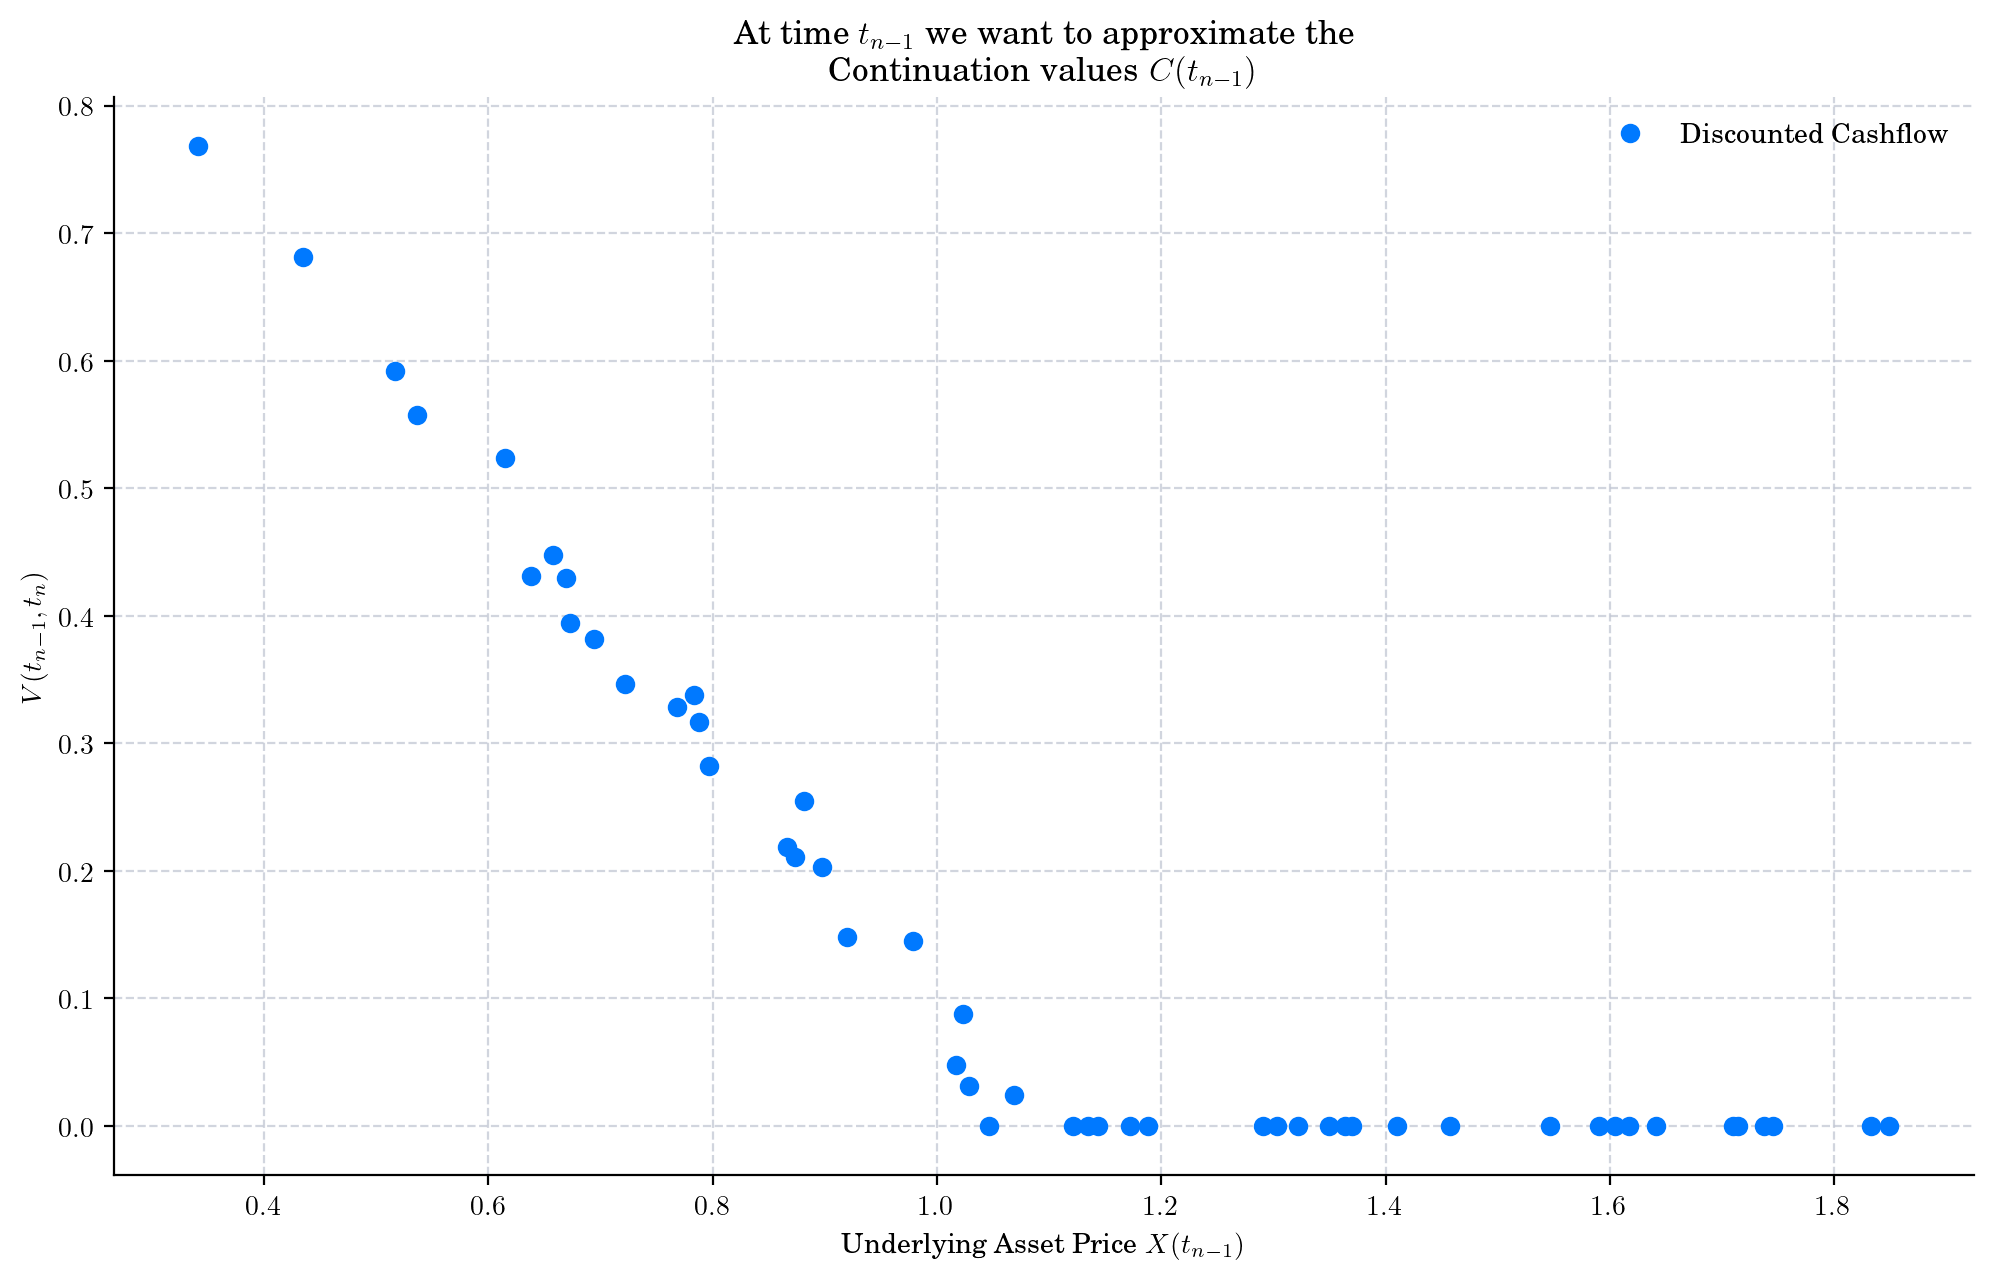 At time $t_{n-1}$ we want to approximate the
Continuation values $C(t_{n-1})$
Discounted Cashflow
$V(t_{n-1}, t_n)$
0.8
0.7
0.6
0.5
0.4
0.3
0.2
0.1
0.0
0.4 0.6 0.8 1.0 1.2 1.4 1.6 1.8
Underlying Asset Price $X(t_{n-1})$